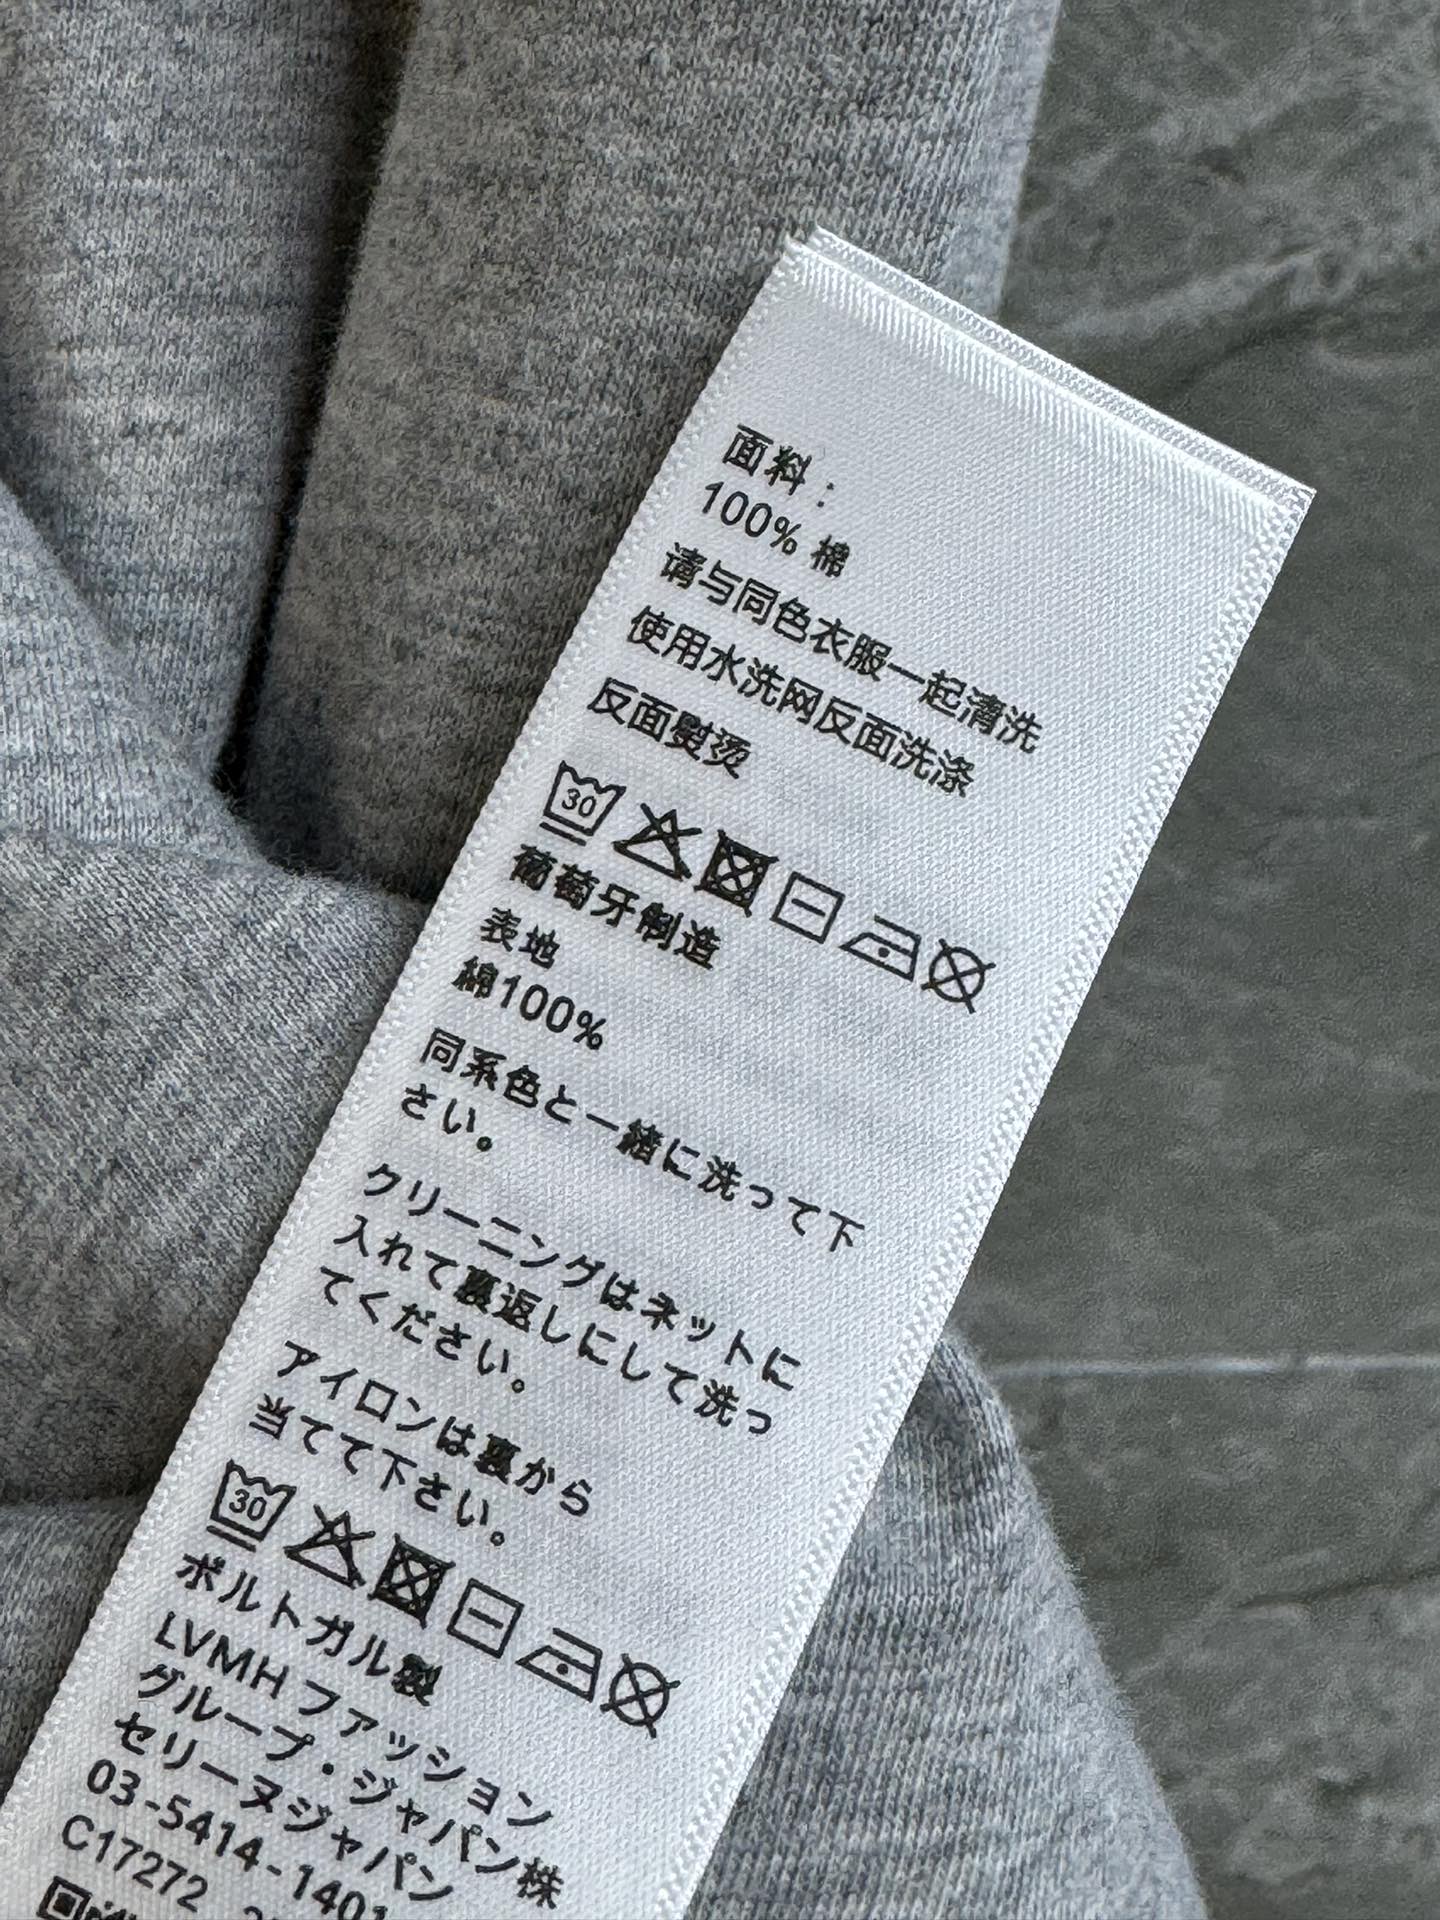 面料：
100% 棉
请与同色衣服一起清洗
使用水洗网反面洗涤
反面熨烫
30
葡萄牙制造
表地
綿100%
同系色と一緒に洗って下
さい。
クリーニングはネットに
入れて裏返しにして洗っ
てください。
アイロンは裏から
当てて下さい。
30
ポルトガル製
LVMH ファッション
グループ・ジャパン株
セリーヌジャパン
03-5414-1401
C17272